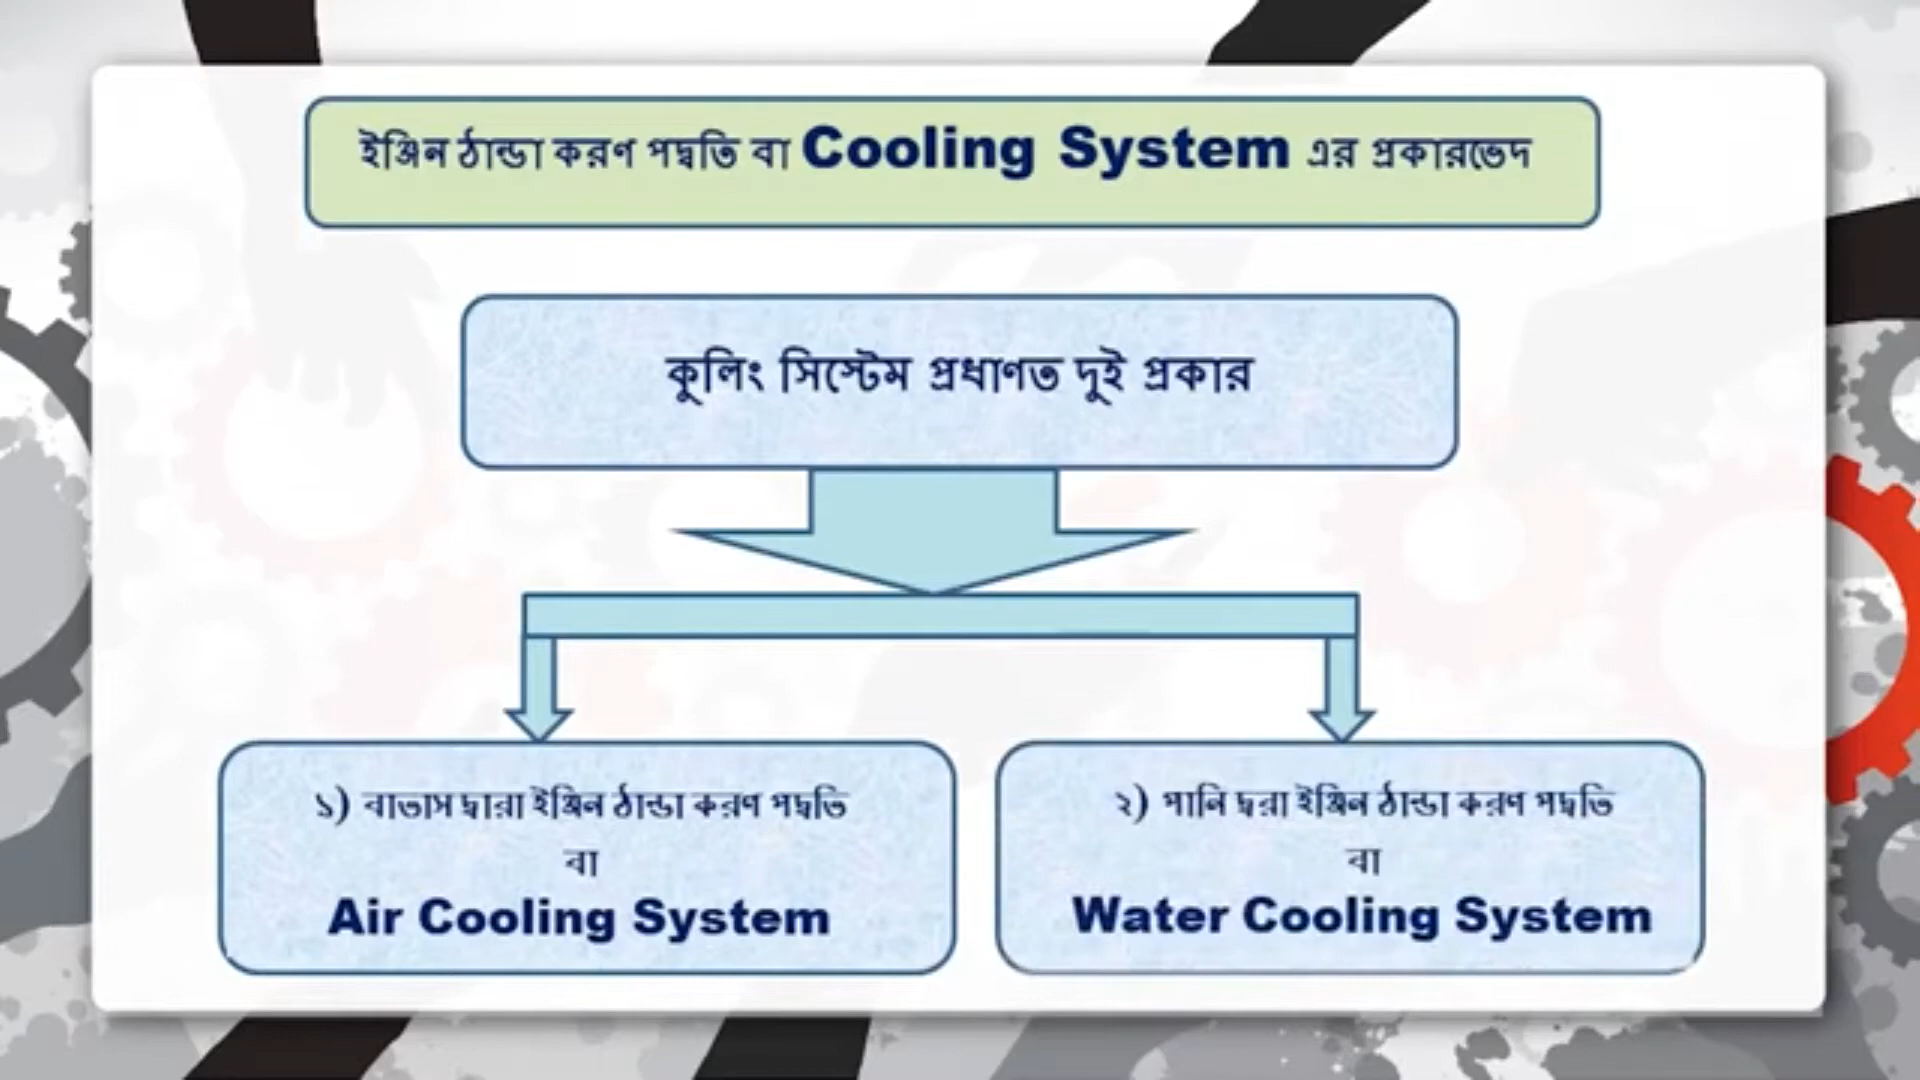 ইঞ্জিন ঠান্ডা করণ পদ্বতি বা Cooling System এর প্রকারভেদ
কুলিং সিস্টেম প্রধাণত দুই প্রকার
১) বাতাস দ্বারা ইঞ্জিন ঠান্ডা করণ পদ্বতি
বা
Air Cooling System
২) পানি দ্বরা ইঞ্জিন ঠান্ডা করণ পদ্বতি
বা
Water Cooling System